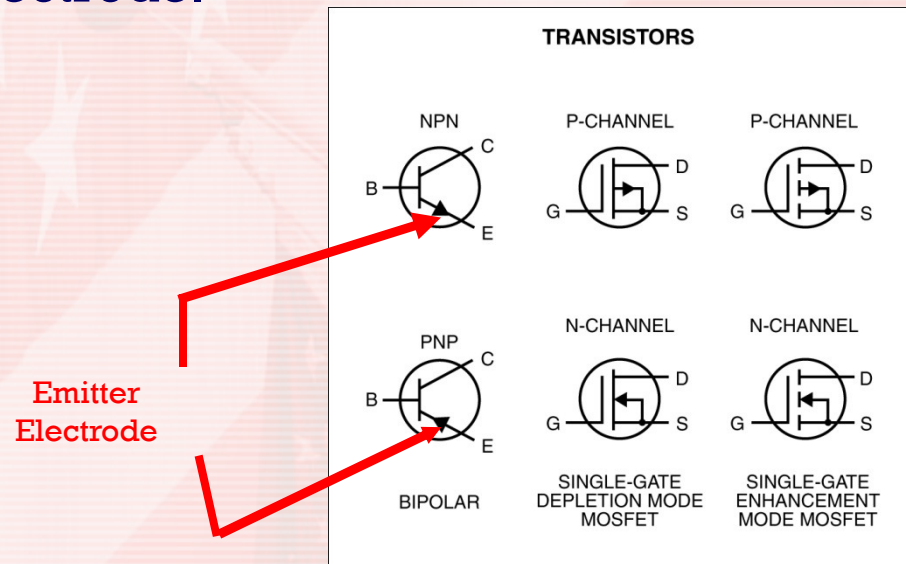 TRANSISTORS
NPN
C
B
E
P-CHANNEL
D
G
S
P-CHANNEL
D
G
S
PNP
C
B
E
N-CHANNEL
D
G
S
N-CHANNEL
D
G
S
BIPOLAR
SINGLE-GATE
DEPLETION MODE
MOSFET
SINGLE-GATE
ENHANCEMENT
MODE MOSFET
Emitter
Electrode